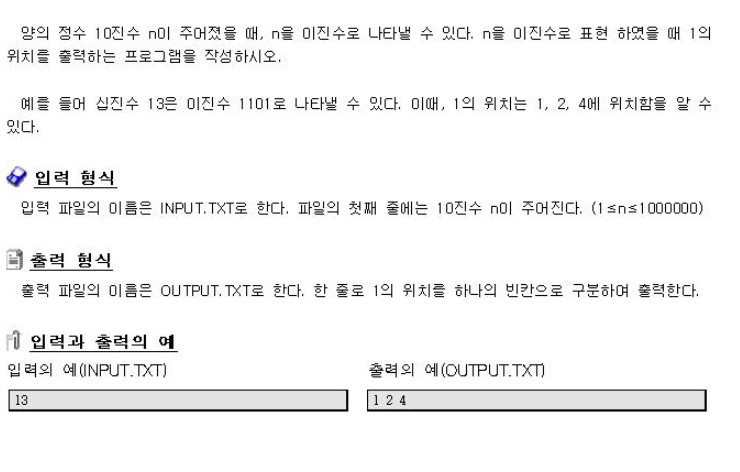 양의 정수 10진수 n이 주어졌을 때, n을 이진수로 나타낼 수 있다. n을 이진수로 표현 하였을 때 1의
위치를 출력하는 프로그램을 작성하시오.
예를 들어 십진수 13은 이진수 1101로 나타낼 수 있다. 이때, 1의 위치는 1, 2, 4에 위치함을 알 수
있다.
입력 형식
입력 파일의 이름은 INPUT.TXT로 한다. 파일의 첫째 줄에는 10진수 n이 주어진다. (1≤n≤1000000)
출력 형식
출력 파일의 이름은 OUTPUT.TXT로 한다. 한 줄로 1의 위치를 하나의 빈칸으로 구분하여 출력한다.
입력과 출력의 예
입력의 예(INPUT.TXT) 출력의 예(OUTPUT.TXT)
13 1 2 4